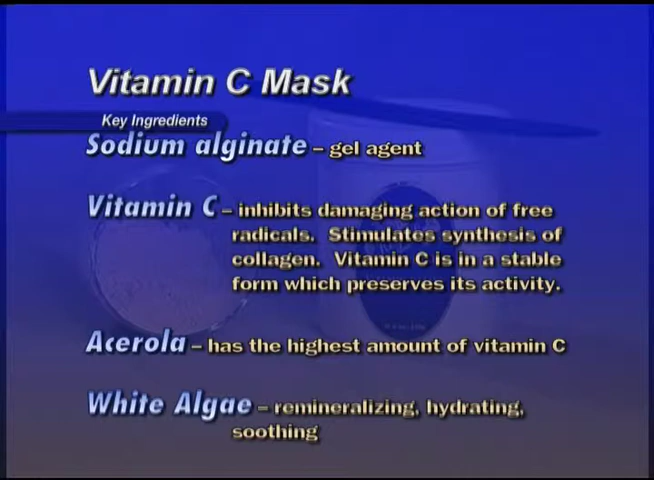 Vitamin C Mask
Key Ingredients
Sodium alginate – gel agent
Vitamin C – inhibits damaging action of free
radicals. Stimulates synthesis of
collagen. Vitamin C is in a stable
form which preserves its activity.
Acerola – has the highest amount of vitamin C
White Algae – remineralizing, hydrating,
soothing